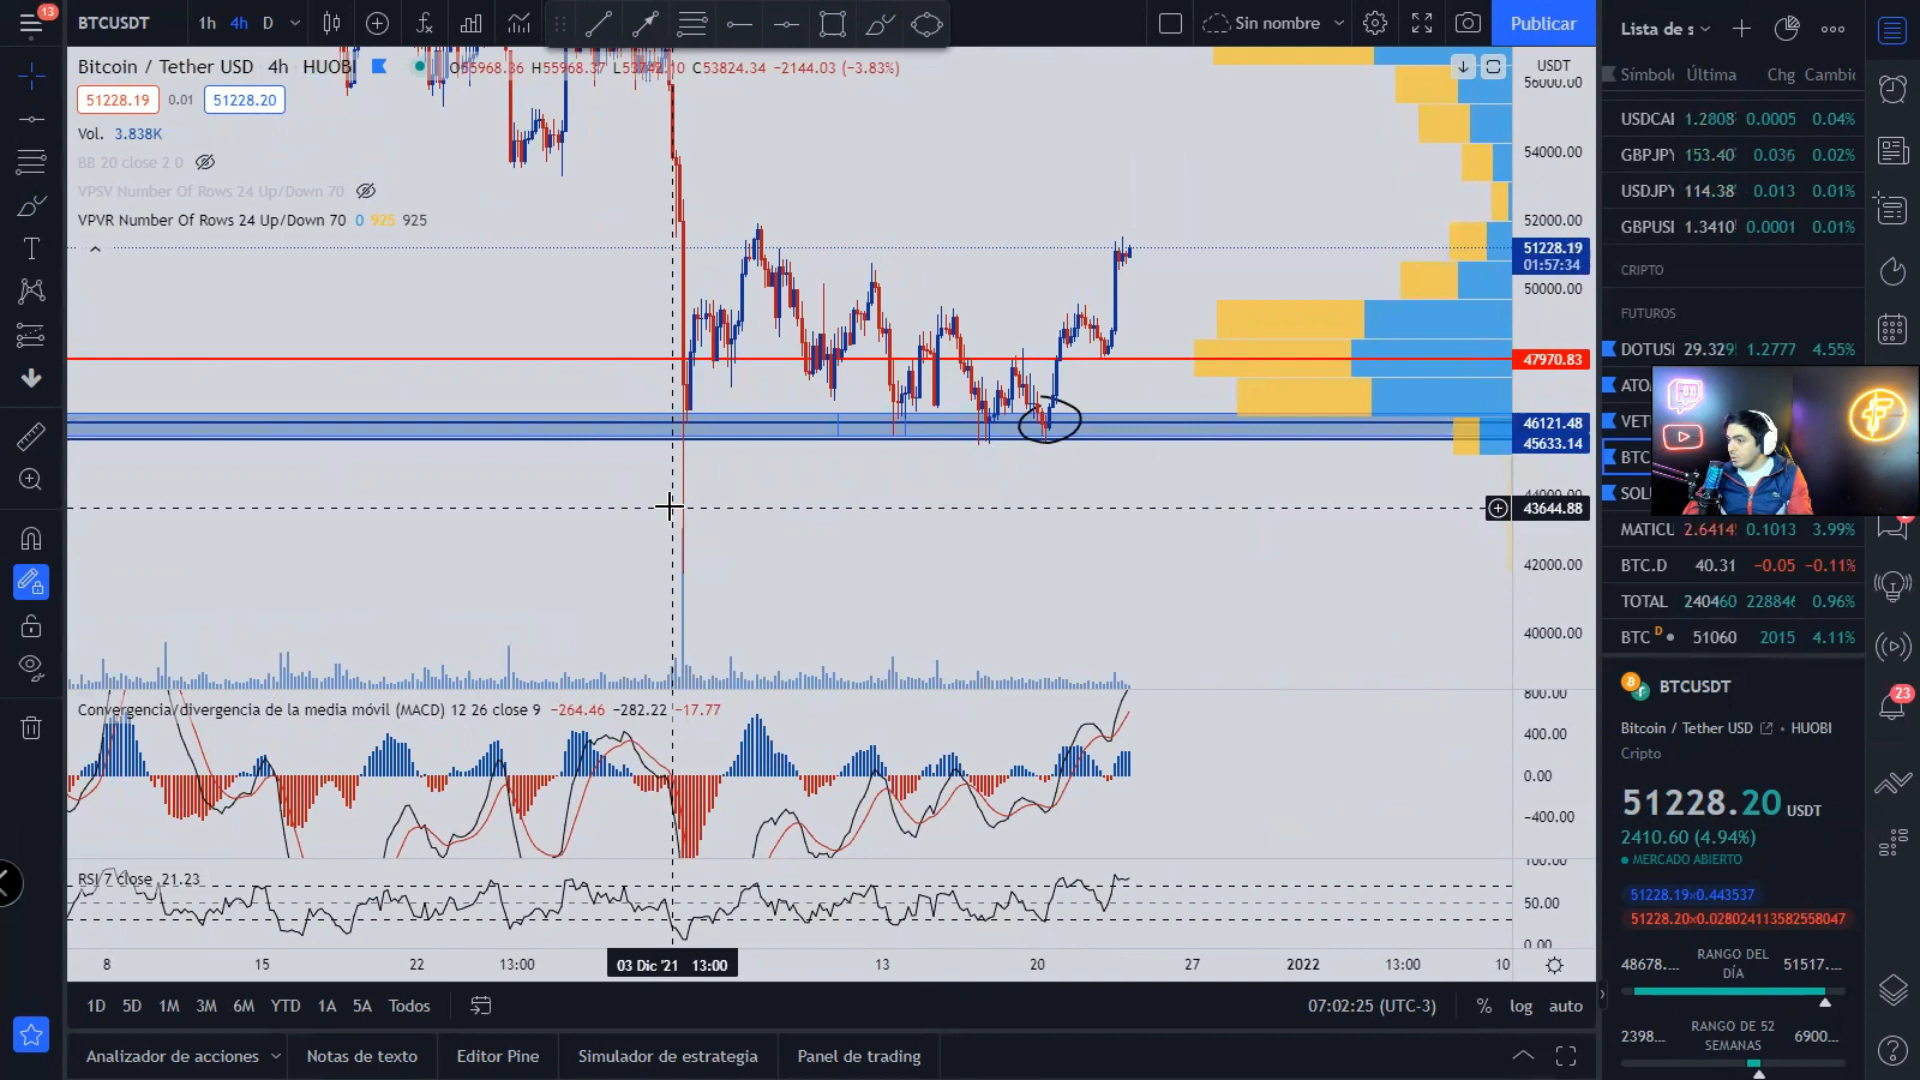 13
BTCUSDT
1h 4h D
Sin nombre
Publicar
Lista de s
Bitcoin / Tether USD 4h HUOBI
O55968.36 H55968.37 C53824.34 −2144.03 (−3.83%)
51228.19 0.01 51228.20
Vol. 3.838K
BB 20 close 2 0
VPSV Number Of Rows 24 Up/Down 70
VPVR Number Of Rows 24 Up/Down 70 0 925 925
USDT
56000.00
54000.00
52000.00
51228.19
01:57:34
50000.00
47970.83
46121.48
45633.14
44000.00
43644.88
42000.00
40000.00
Convergencia/divergencia de la media móvil (MACD) 12 26 close 9 −264.46 −282.22 −17.77
800.00
400.00
0.00
−400.00
RSI 7 close 21.23
100.00
50.00
0.00
8 15 22 13:00 03 Dic '21 13:00 13 20 27 2022 13:00 10
1D 5D 1M 3M 6M YTD 1A 5A Todos
07:02:25 (UTC-3) % log auto
Analizador de acciones Notas de texto Editor Pine Simulador de estrategia Panel de trading
Símbol Última Chg Cambi
USDCA 1.2808 0.0005 0.04%
GBPJPY 153.40 0.036 0.02%
USDJPY 114.38 0.013 0.01%
GBPUSI 1.3410 0.0001 0.01%
CRIPTO
FUTUROS
DOTUSI 29.329 1.2777 4.55%
ATO
VET
BTC
SOL
MATICU 2.6414 0.1013 3.99%
BTC.D 40.31 −0.05 −0.11%
TOTAL 240460 22884 0.96%
BTC D 51060 2015 4.11%
BTCUSDT
Bitcoin / Tether USD • HUOBI
Cripto
51228.20 USDT
2410.60 (4.94%)
MERCADO ABIERTO
51228.19×0.443537
51228.20×0.028024113582558047
48678.... RANGO DEL DÍA 51517....
2398... RANGO DE 52 SEMANAS 6900...
23